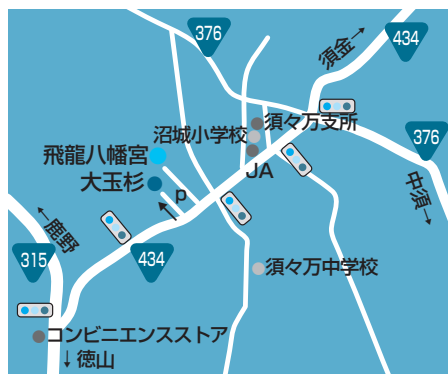 376
須金→
434
須々万支所
沼城小学校
376
飛龍八幡宮
JA
大玉杉
P
中須→
←鹿野
315
434
須々万中学校
コンビニエンスストア
↓徳山